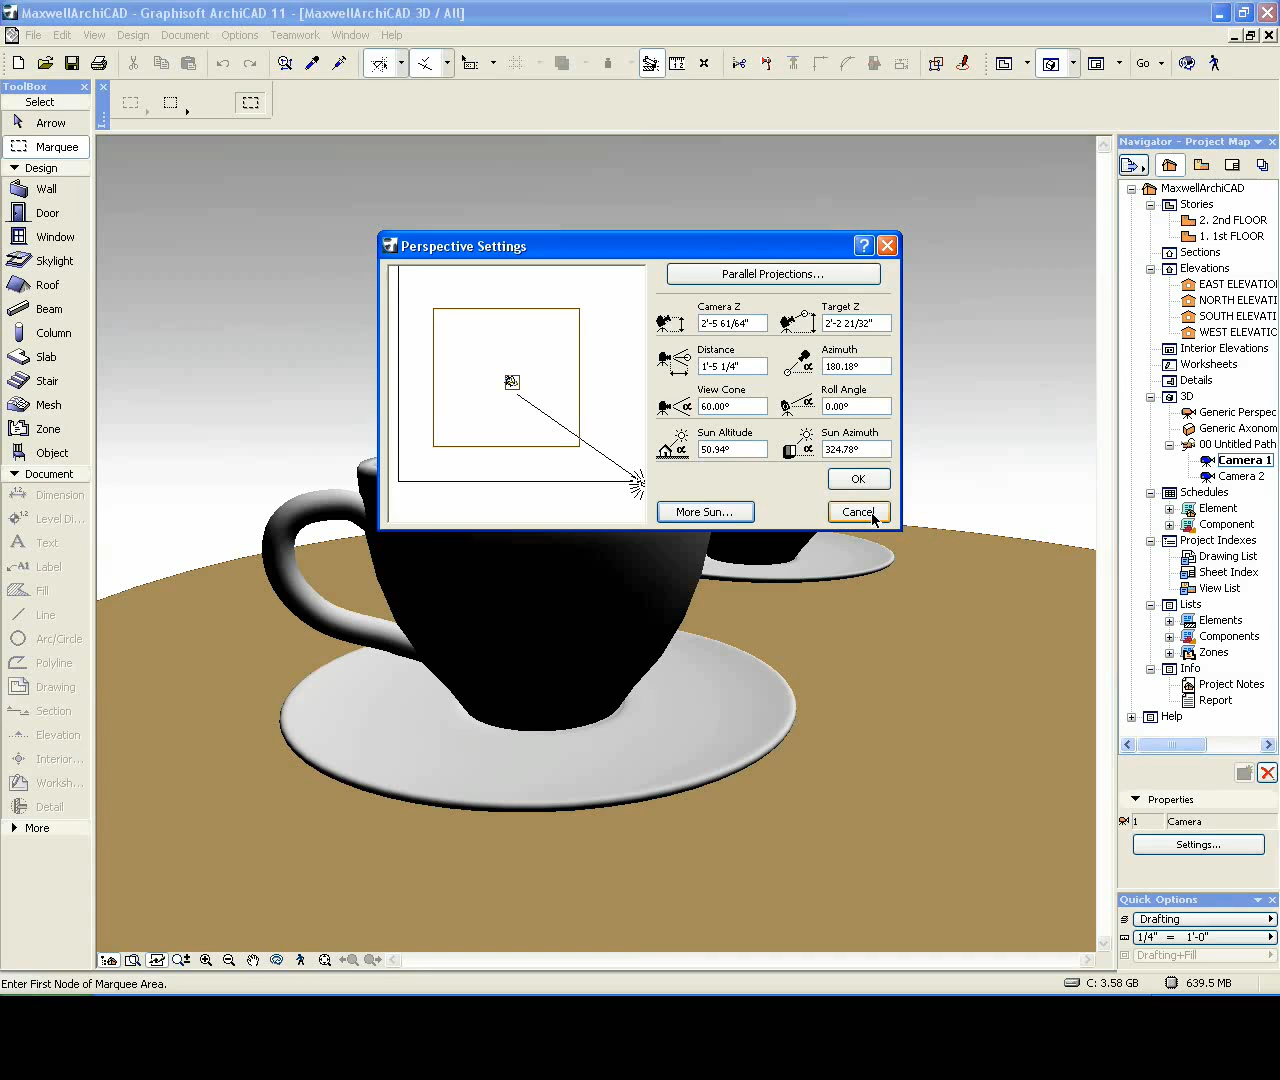 MaxwellArchiCAD - Graphisoft ArchiCAD 11 - [MaxwellArchiCAD 3D / All]
File Edit View Design Document Options Teamwork Window Help
Go
ToolBox
Select
Arrow
Marquee
Design
Wall
Door
Window
Skylight
Roof
Beam
Column
Slab
Stair
Mesh
Zone
Object
Document
Dimension
Level Di...
Text
Label
Fill
Line
Arc/Circle
Polyline
Drawing
Section
Elevation
Interior...
Worksh...
Detail
More
Perspective Settings
Parallel Projections...
Camera Z
2'-5 61/64"
Target Z
2'-2 21/32"
Distance
1'-5 1/4"
Azimuth
180.18°
View Cone
60.00°
Roll Angle
0.00°
Sun Altitude
50.94°
Sun Azimuth
324.78°
OK
More Sun...
Cancel
Navigator - Project Map
MaxwellArchiCAD
Stories
2. 2nd FLOOR
1. 1st FLOOR
Sections
Elevations
EAST ELEVATIO
NORTH ELEVATI
SOUTH ELEVATI
WEST ELEVATIC
Interior Elevations
Worksheets
Details
3D
Generic Perspec
Generic Axonom
00 Untitled Path
Camera 1
Camera 2
Schedules
Element
Component
Project Indexes
Drawing List
Sheet Index
View List
Lists
Elements
Components
Zones
Info
Project Notes
Report
Help
Properties
1 Camera
Settings...
Quick Options
Drafting
1/4" = 1'-0"
Drafting+Fill
Enter First Node of Marquee Area.
C: 3.58 GB
639.5 MB